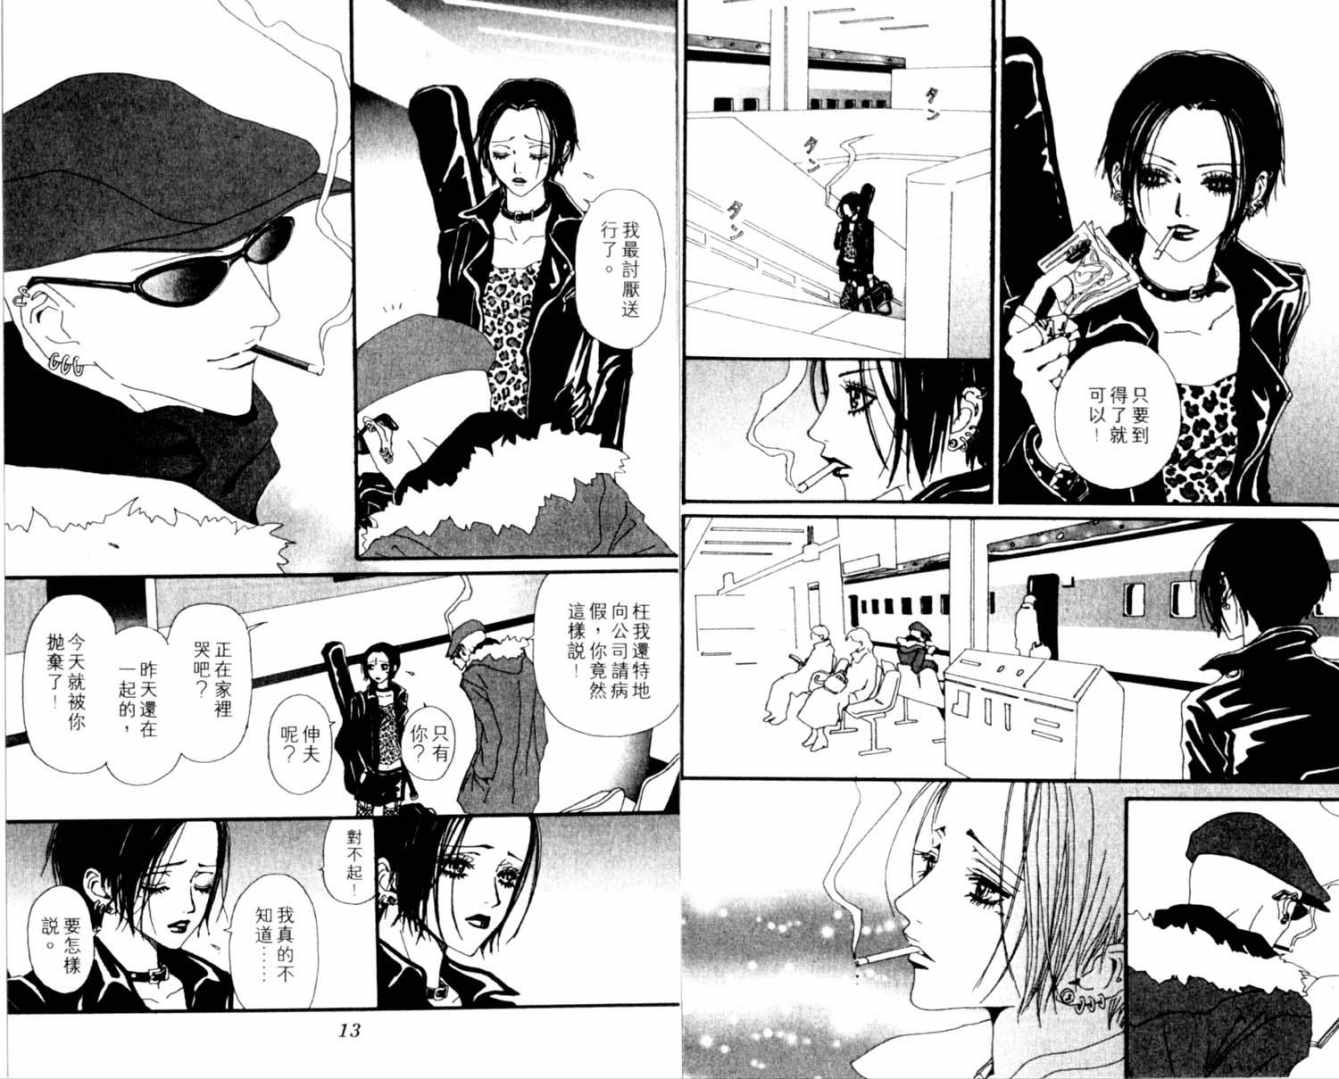 只要到
得了就
可以！
タン
タン
タン
我最討厭送
行了。
枉我還特地
向公司請病
假，你竟然
這樣說！
只有
你？
伸夫
呢？
正在家裡
哭吧？
昨天還在
一起的，
今天就被你
拋棄了！
對不起！
我真的不
知道……
要怎樣
說。
13